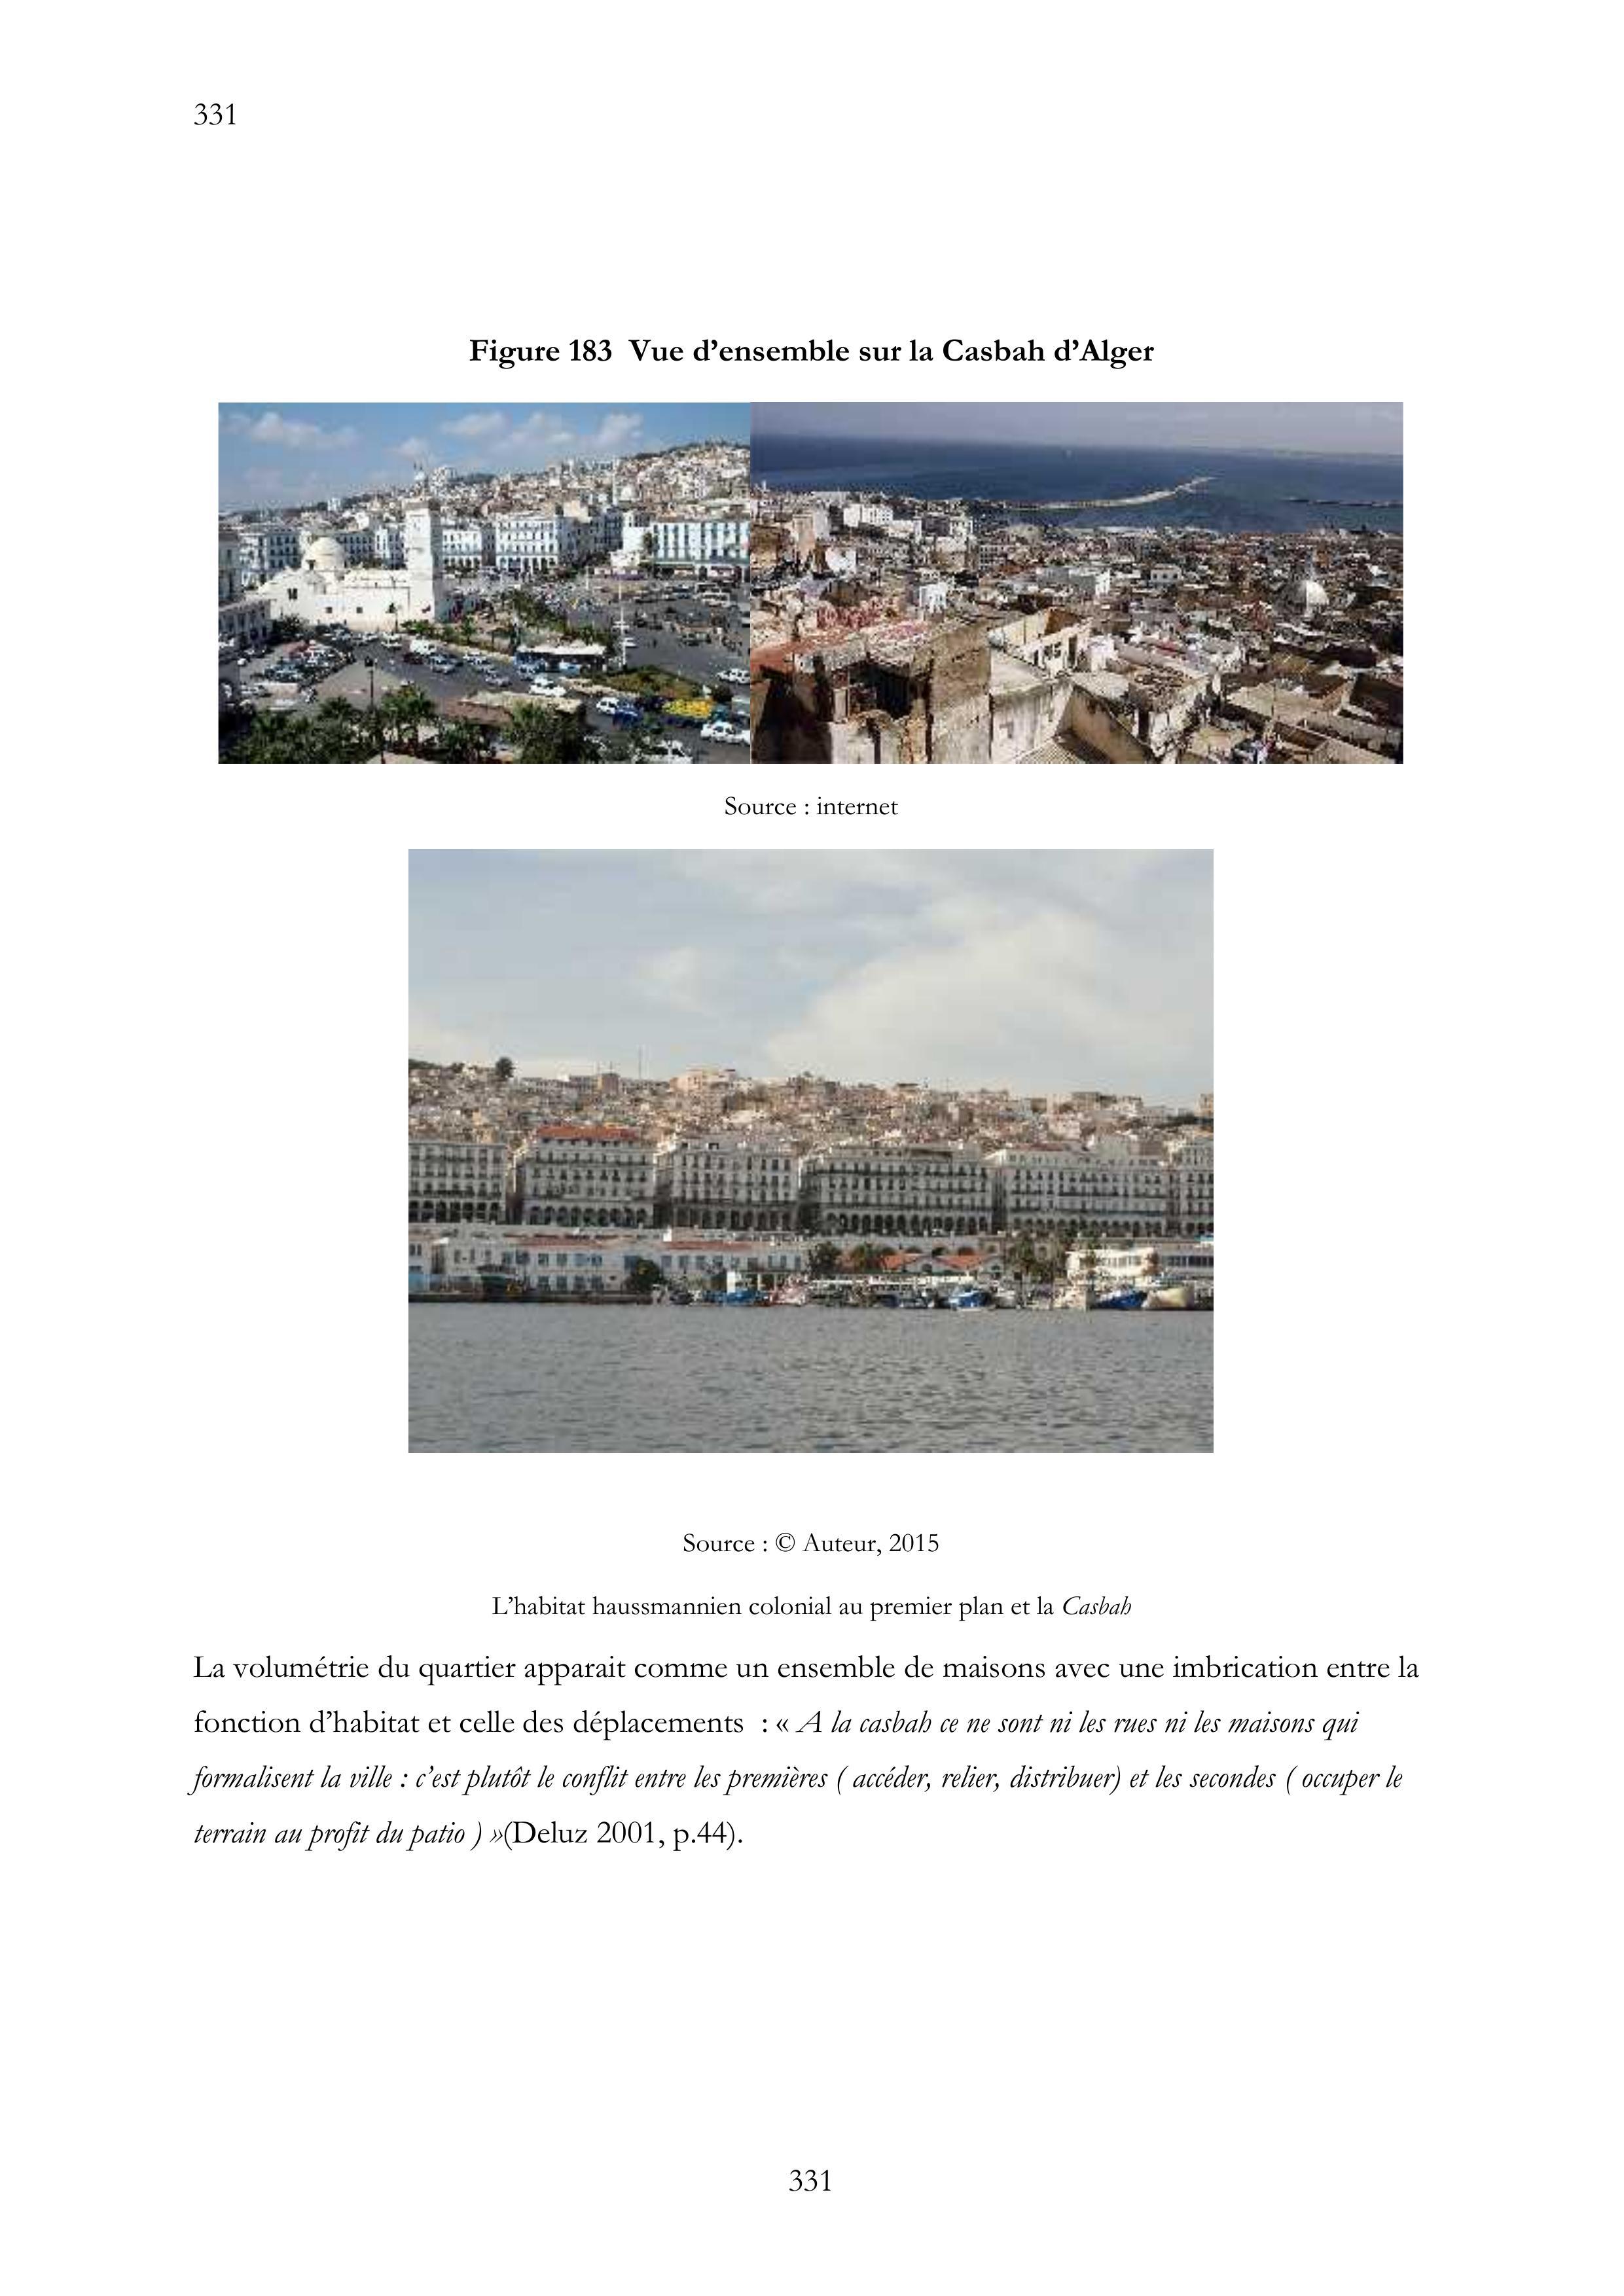 331
Figure 183  Vue d’ensemble sur la Casbah d’Alger
Source : internet
Source : © Auteur, 2015
L’habitat haussmannien colonial au premier plan et la Casbah
La volumétrie du quartier apparait comme un ensemble de maisons avec une imbrication entre la
fonction d’habitat et celle des déplacements  : « A la casbah ce ne sont ni les rues ni les maisons qui
formalisent la ville : c’est plutôt le conflit entre les premières ( accéder, relier, distribuer) et les secondes ( occuper le
terrain au profit du patio ) »(Deluz 2001, p.44).
331